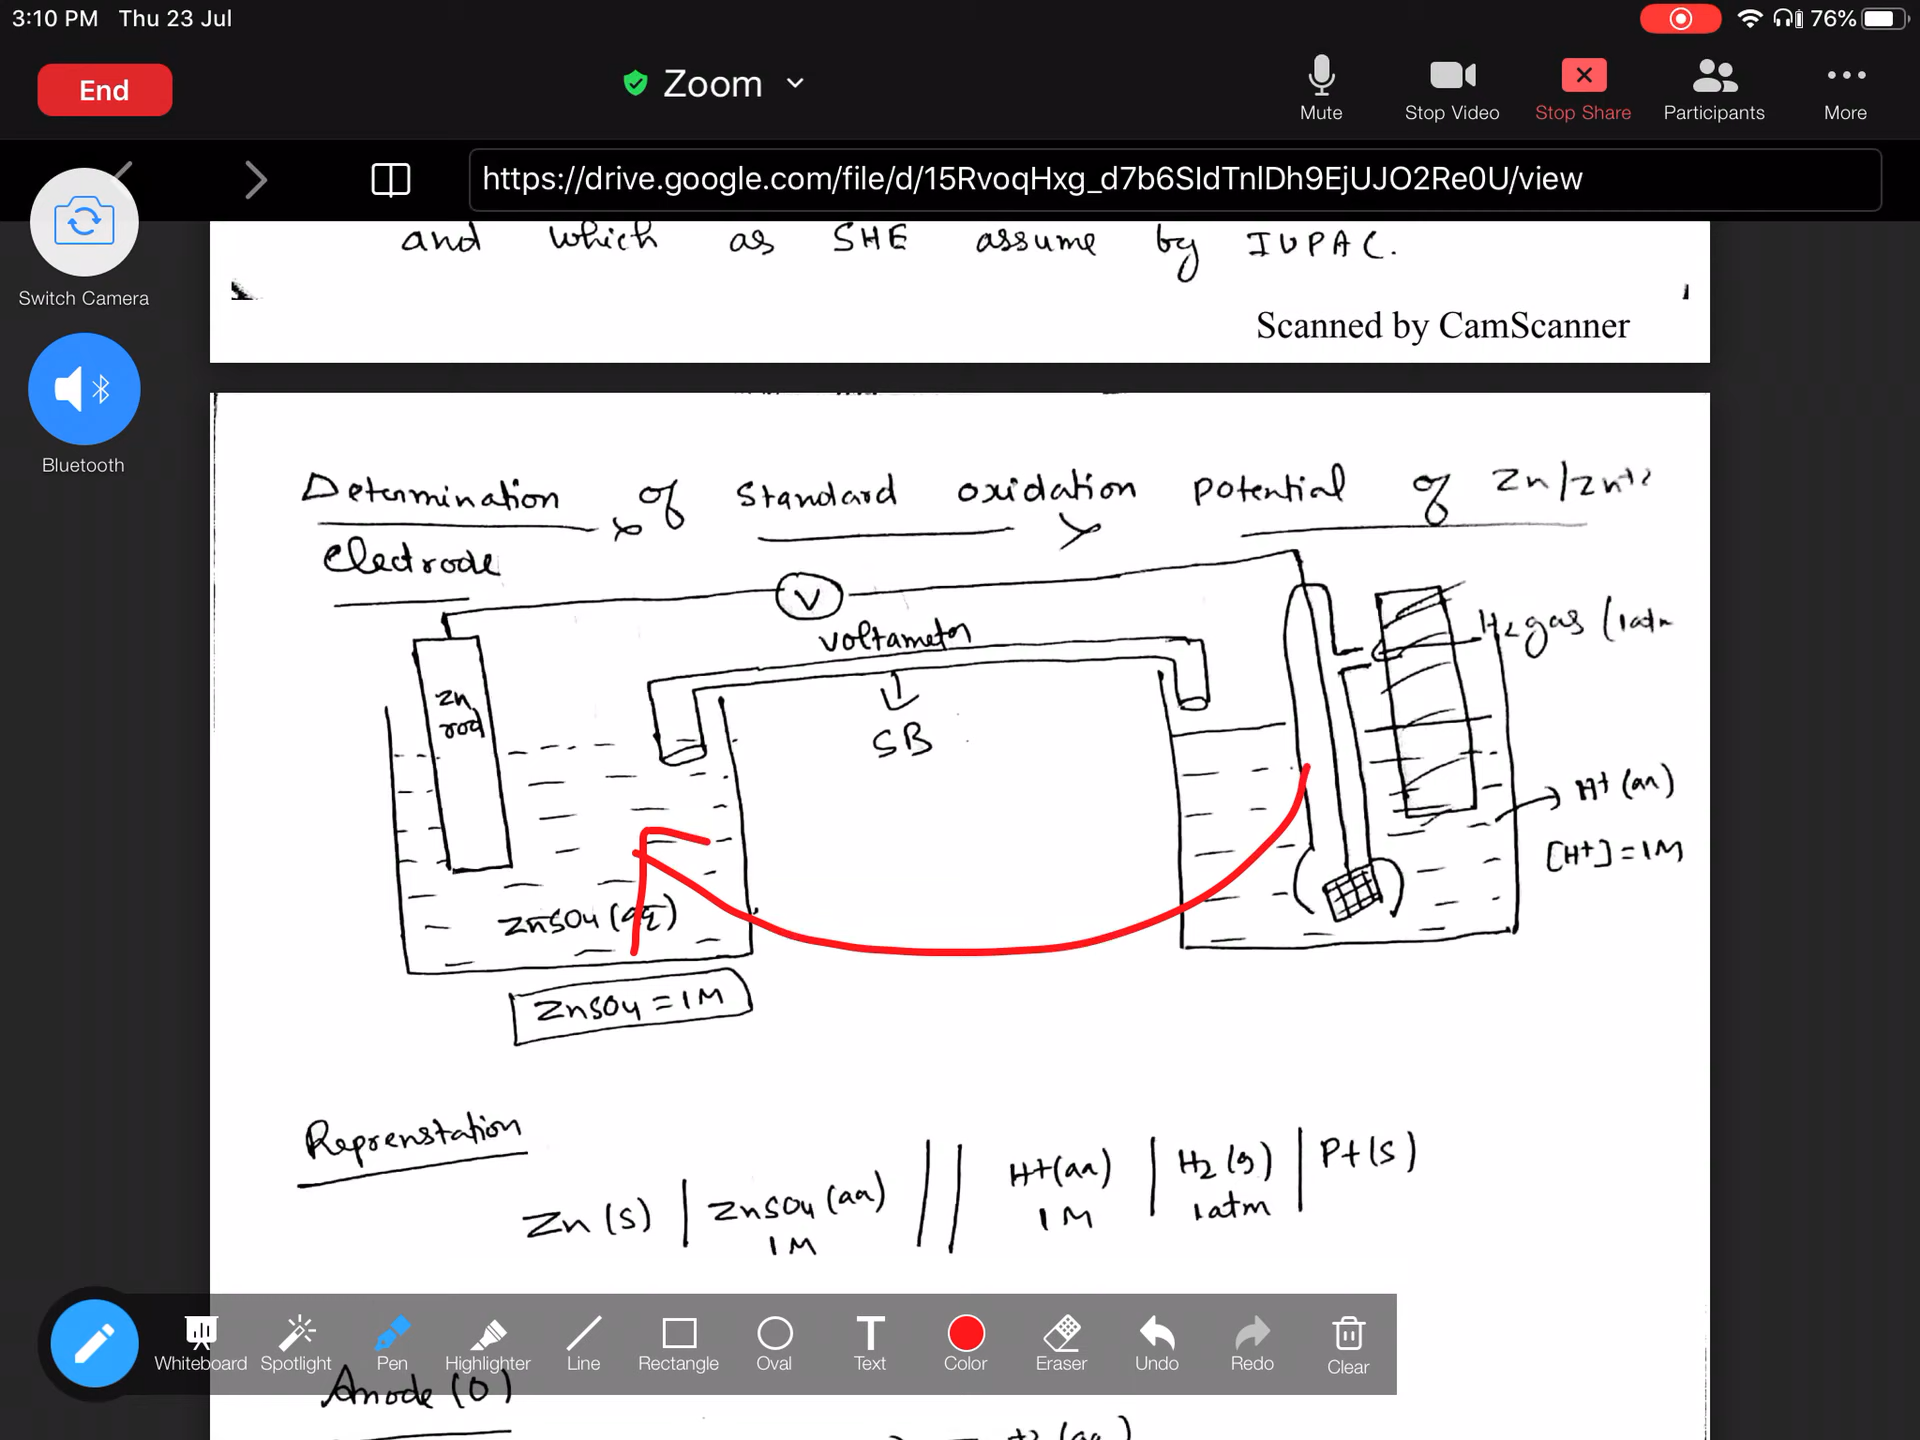 3:10 PM Thu 23 Jul
76%
End
Zoom
Mute
Stop Video
Stop Share
Participants
More
https://drive.google.com/file/d/15RvoqHxg_d7b6SIdTnlDh9EjUJO2Re0U/view
Switch Camera
Bluetooth
and which as SHE assume by IUPAC.
Scanned by CamScanner
Determination of standard oxidation potential of Zn/Zn+2
electrode
V
voltameter
H2 gas (1atm
Zn
rod
SB
H+ (aq)
[H+] = 1M
ZnSO4 (aq)
ZnSO4 = 1M
Reprenstation
Zn (s) | ZnSO4 (aq) || H+(aq) | H2 (g) | Pt (s)
1M 1M 1atm
Whiteboard
Spotlight
Pen
Highlighter
Line
Rectangle
Oval
Text
Color
Eraser
Undo
Redo
Clear
Anode (O)